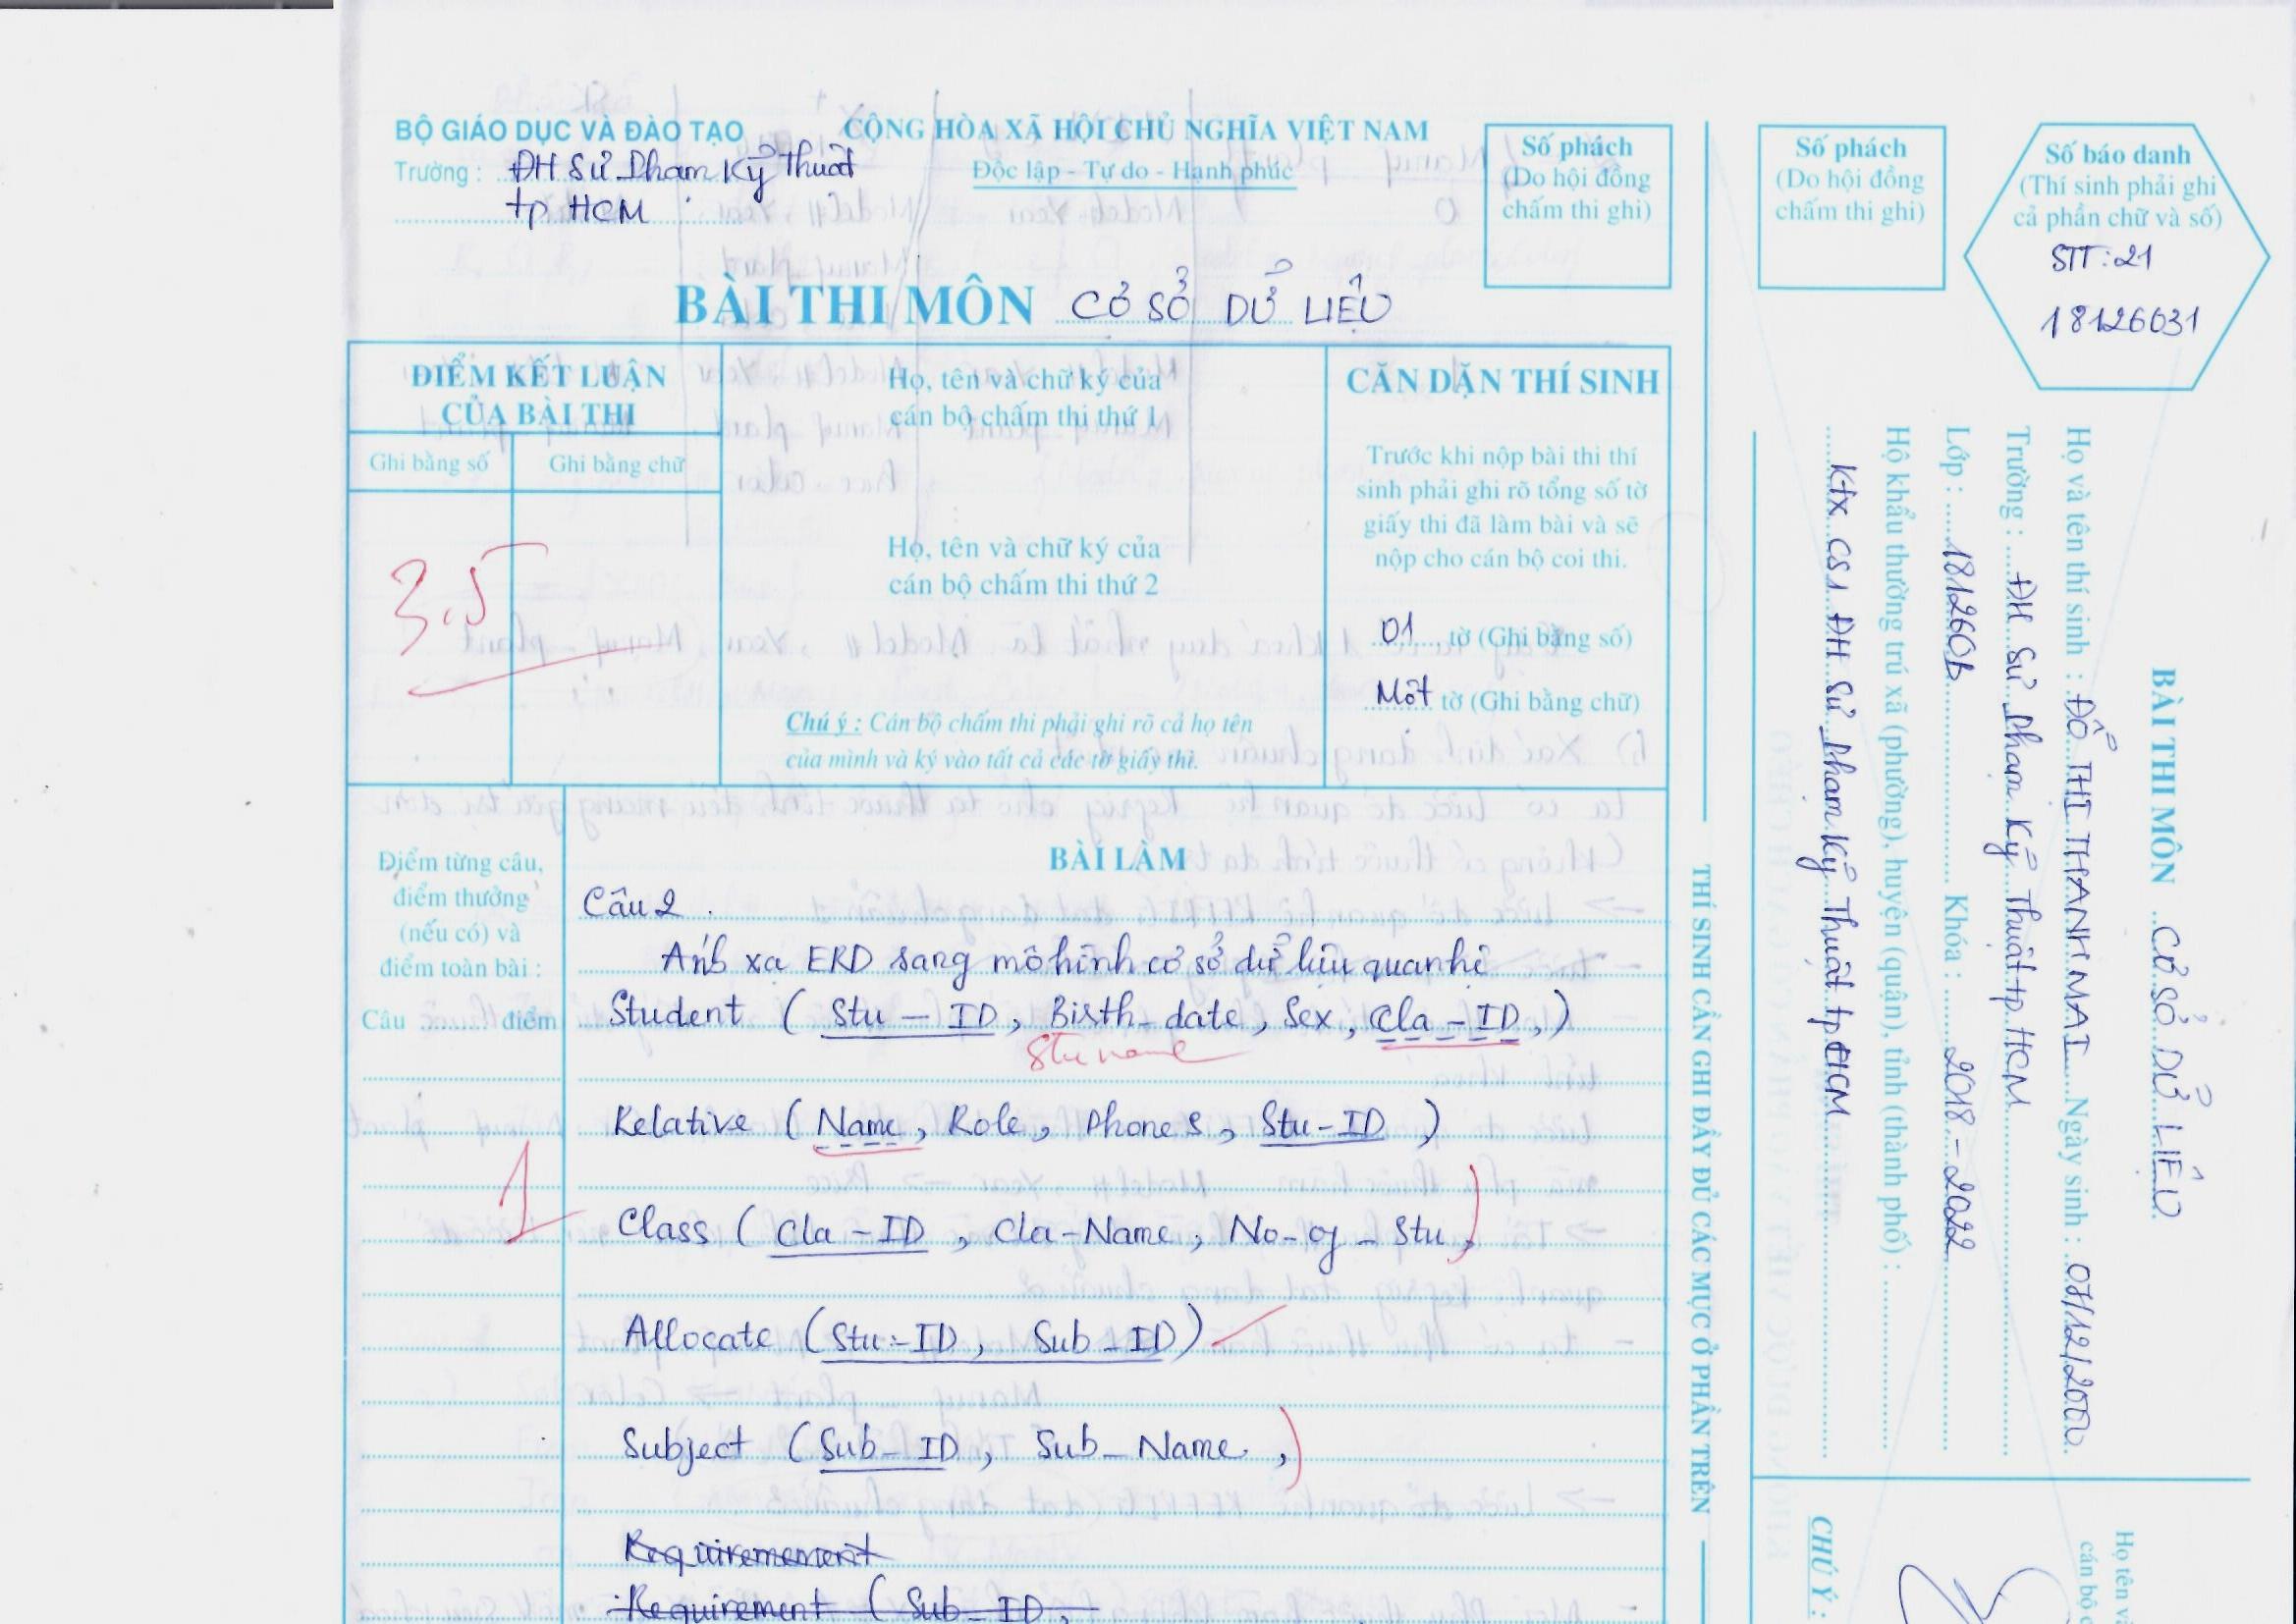 BỘ GIÁO DỤC VÀ ĐÀO TẠO
Trường : ĐH Sư Phạm Kỹ Thuật
tp HCM
CỘNG HÒA XÃ HỘI CHỦ NGHĨA VIỆT NAM
Độc lập - Tự do - Hạnh phúc
Số phách
(Do hội đồng
chấm thi ghi)
BÀI THI MÔN CƠ SỞ DỮ LIỆU
ĐIỂM KẾT LUẬN
CỦA BÀI THI
Ghi bằng số
Ghi bằng chữ
3.5
Họ, tên và chữ ký của
cán bộ chấm thi thứ 1
Họ, tên và chữ ký của
cán bộ chấm thi thứ 2
Chú ý : Cán bộ chấm thi phải ghi rõ cả họ tên
của mình và ký vào tất cả các tờ giấy thi.
CĂN DẶN THÍ SINH
Trước khi nộp bài thi thí
sinh phải ghi rõ tổng số tờ
giấy thi đã làm bài và sẽ
nộp cho cán bộ coi thi.
01 tờ (Ghi bằng số)
Một tờ (Ghi bằng chữ)
Điểm từng câu,
điểm thưởng
(nếu có) và
điểm toàn bài :
Câu ........ điểm
1
BÀI LÀM
Câu 2 .
Ánh xạ ERD sang mô hình cơ sở dữ liệu quan hệ
Student ( Stu - ID , Birth_date , Sex , Cla - ID , )
Stu name
Relative ( Name , Role , Phones , Stu-ID )
Class ( Cla - ID , Cla-Name , No_of_Stu , )
Allocate ( Stu-ID , Sub_ID )
Subject ( Sub_ID , Sub_Name , )
Requiremement
Requirement ( Sub_ID ,
THÍ SINH CẦN GHI ĐẦY ĐỦ CÁC MỤC Ở PHẦN TRÊN
Số phách
(Do hội đồng
chấm thi ghi)
Số báo danh
(Thí sinh phải ghi
cả phần chữ và số)
STT : 21
18126031
BÀI THI MÔN CƠ SỞ DỮ LIỆU
Họ và tên thí sinh : ĐỖ THỊ THANH MAI Ngày sinh : 07/12/2000
Trường : ĐH Sư Phạm Kỹ Thuật tp HCM
Lớp : 181260B Khóa : 2018 - 2022
Hộ khẩu thường trú xã (phường), huyện (quận), tỉnh (thành phố) :
Ktx CS1 ĐH Sư Phạm Kỹ Thuật tp HCM
Họ tên và
cán bộ
CHÚ Ý :